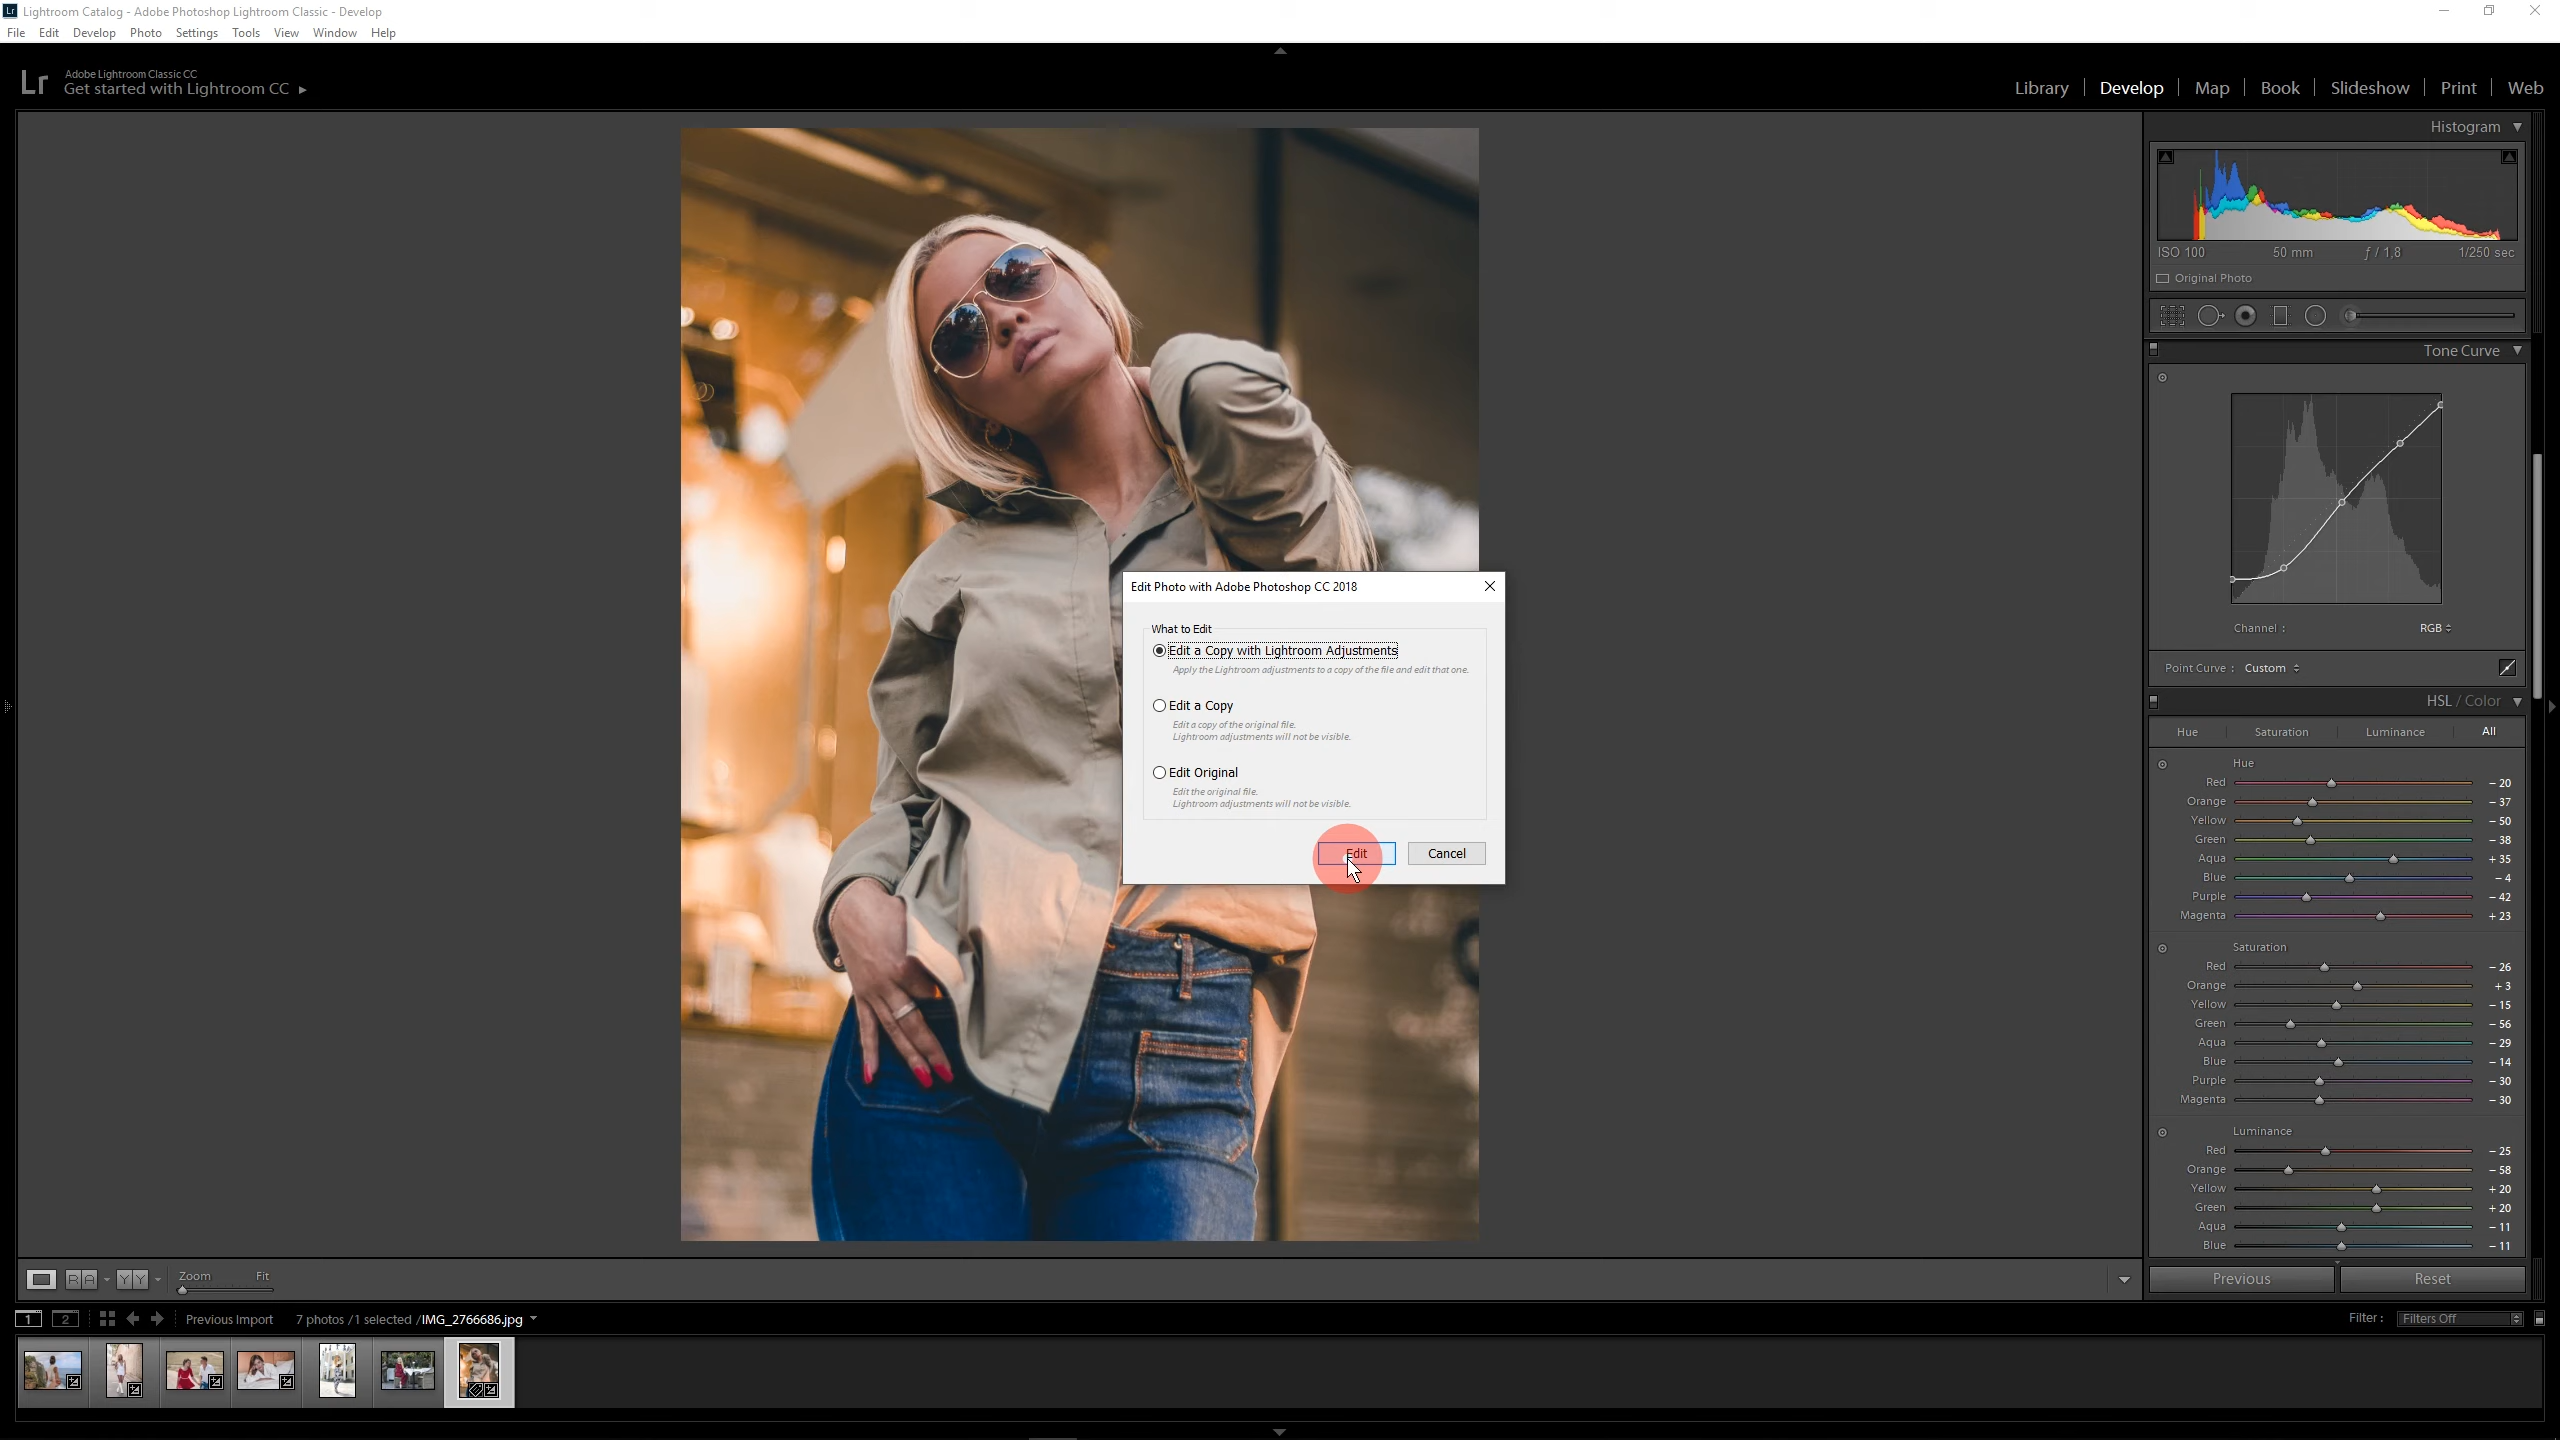 Lightroom Catalog - Adobe Photoshop Lightroom Classic - Develop
File Edit Develop Photo Settings Tools View Window Help
Lr
Adobe Lightroom Classic CC
Get started with Lightroom CC
Library Develop Map Book Slideshow Print Web
Histogram
ISO 100 50 mm ƒ / 1,8 1/250 sec
Original Photo
Tone Curve
Channel : RGB
Point Curve : Custom
HSL / Color
Hue Saturation Luminance All
Hue
Red - 20
Orange - 37
Yellow - 50
Green - 38
Aqua + 35
Blue - 4
Purple - 42
Magenta + 23
Saturation
Red - 26
Orange + 3
Yellow - 15
Green - 56
Aqua - 29
Blue - 14
Purple - 30
Magenta - 30
Luminance
Red - 25
Orange - 58
Yellow + 20
Green + 20
Aqua - 11
Blue - 11
Previous Reset
Edit Photo with Adobe Photoshop CC 2018
What to Edit
Edit a Copy with Lightroom Adjustments
Apply the Lightroom adjustments to a copy of the file and edit that one.
Edit a Copy
Edit a copy of the original file.
Lightroom adjustments will not be visible.
Edit Original
Edit the original file.
Lightroom adjustments will not be visible.
Edit Cancel
R A Y Y Zoom Fit
1 2 Previous Import 7 photos / 1 selected / IMG_2766686.jpg
Filter : Filters Off